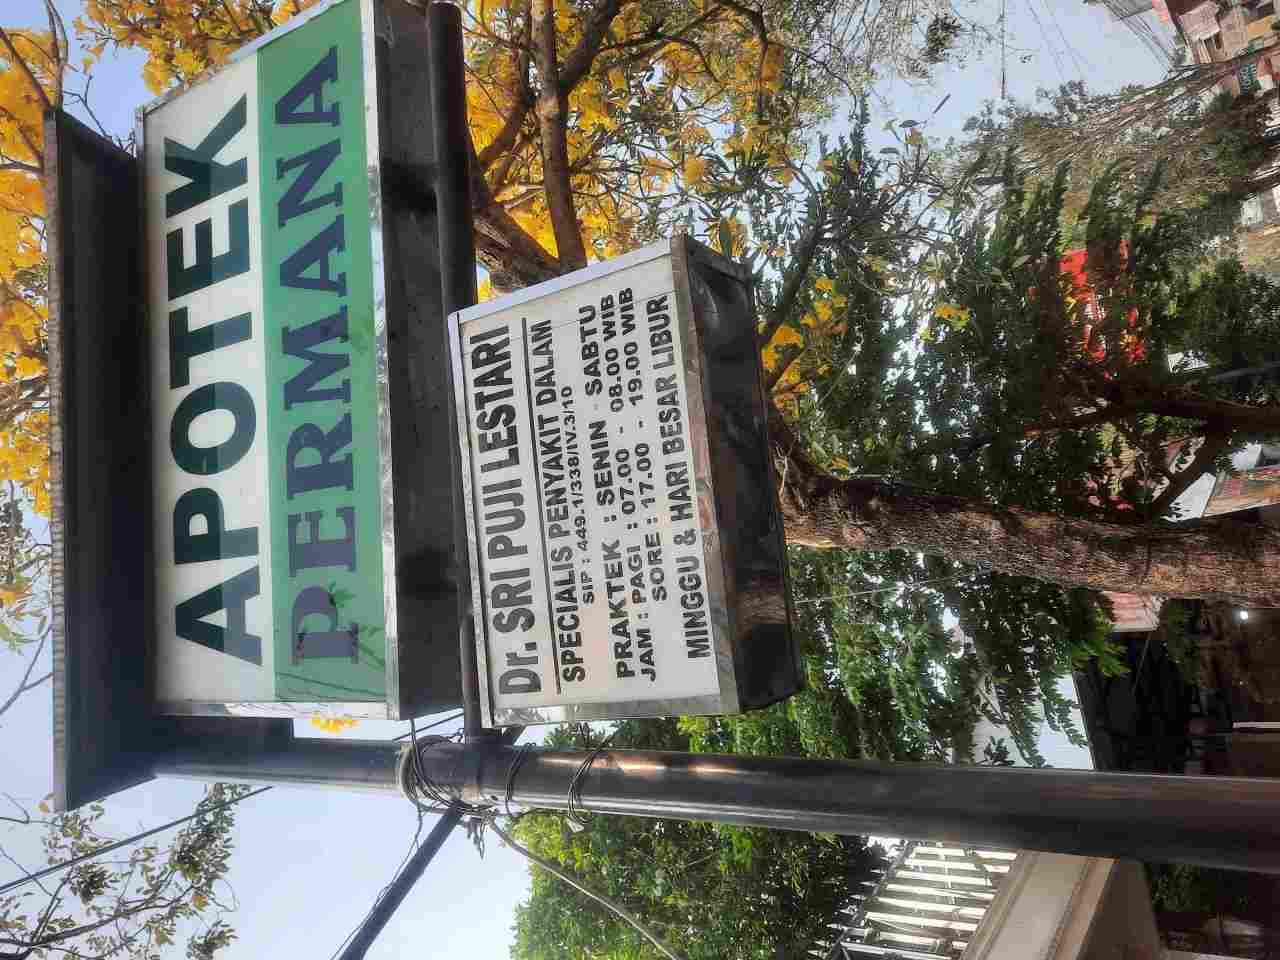 APOTEK
PERMANA
Dr. SRI PUJI LESTARI
SPECIALIS PENYAKIT DALAM
SIP : 449.1/338/IV.3/10
PRAKTEK : SENIN - SABTU
JAM : PAGI : 07.00 - 08.00 WIB
SORE : 17.00 - 19.00 WIB
MINGGU & HARI BESAR LIBUR